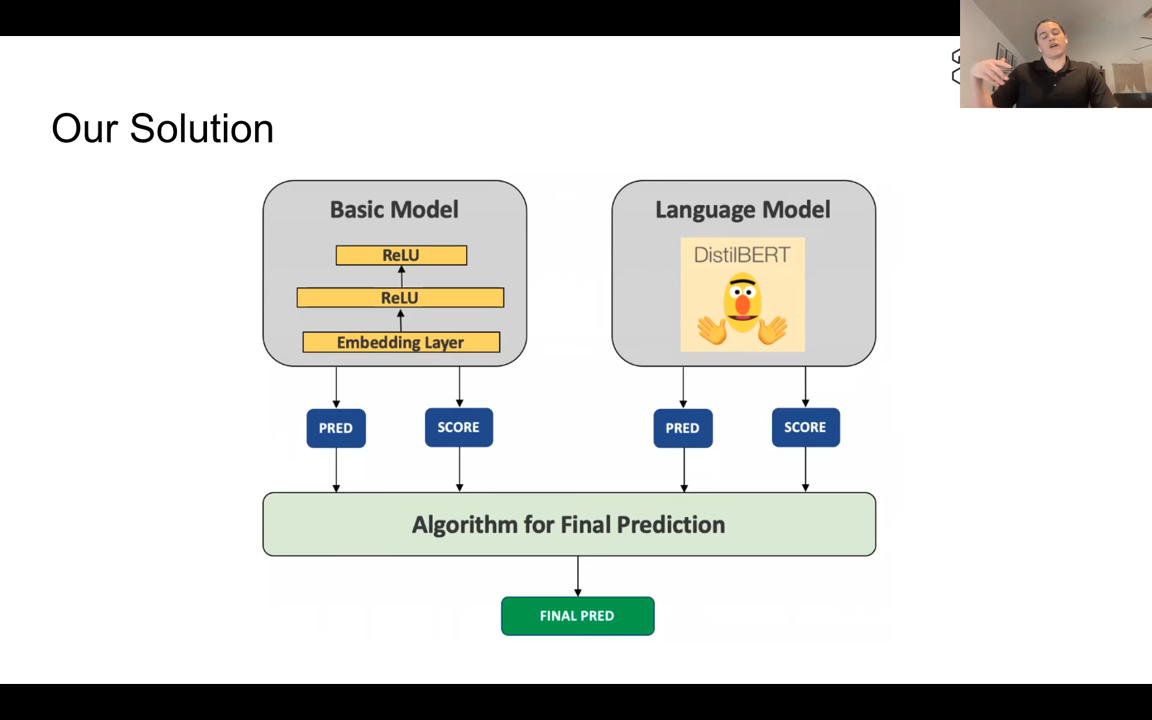 Our Solution
Basic Model
ReLU
ReLU
Embedding Layer
Language Model
DistilBERT
PRED
SCORE
PRED
SCORE
Algorithm for Final Prediction
FINAL PRED